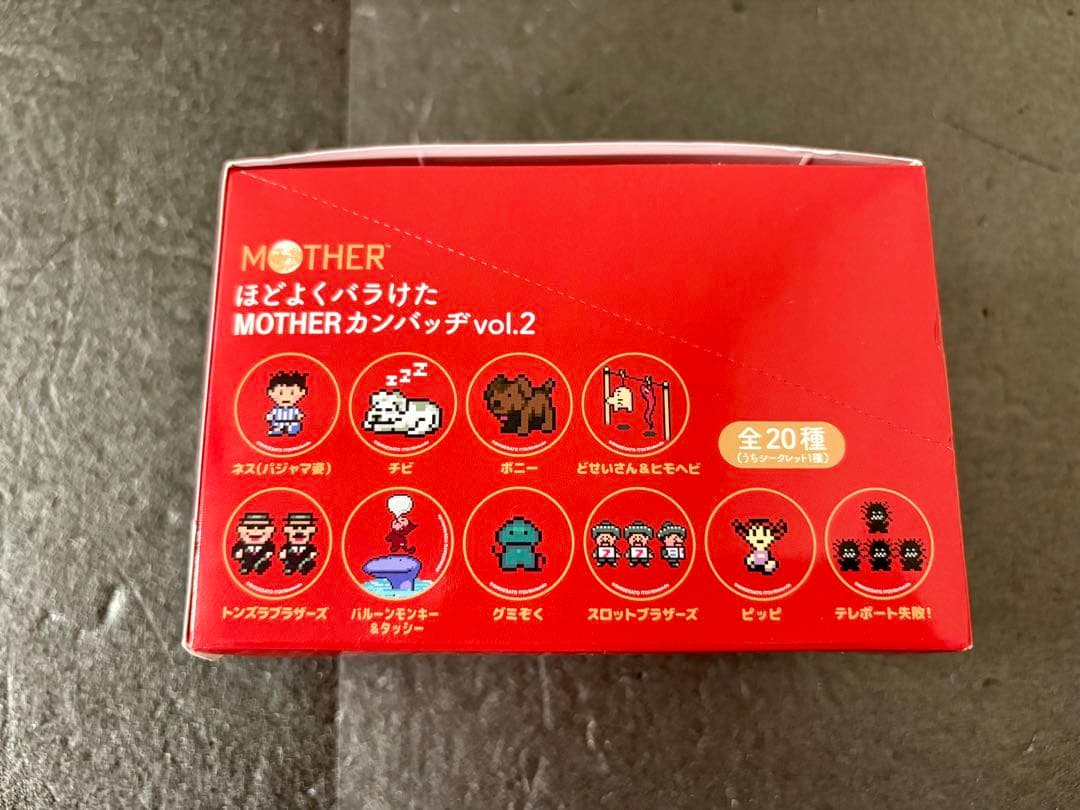 MOTHER™
ほどよくバラけた
MOTHERカンバッヂvol.2
zZZ
ネス(パジャマ姿)
チビ
ポニー
どせいさん&ヒモヘビ
全20種
(うちシークレット1種)
7 7
トンズラブラザーズ
バルーンモンキー
&タッシー
グミぞく
スロットブラザーズ
ピッピ
テレポート失敗!